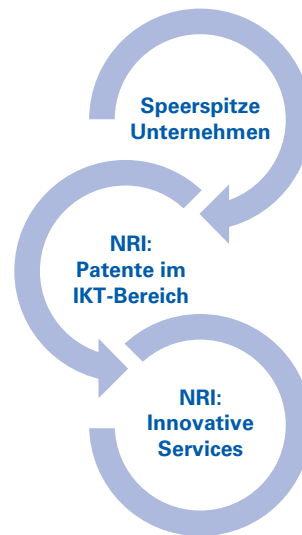 Speerspitze
Unternehmen
NRI:
Patente im
IKT-Bereich
NRI:
Innovative
Services